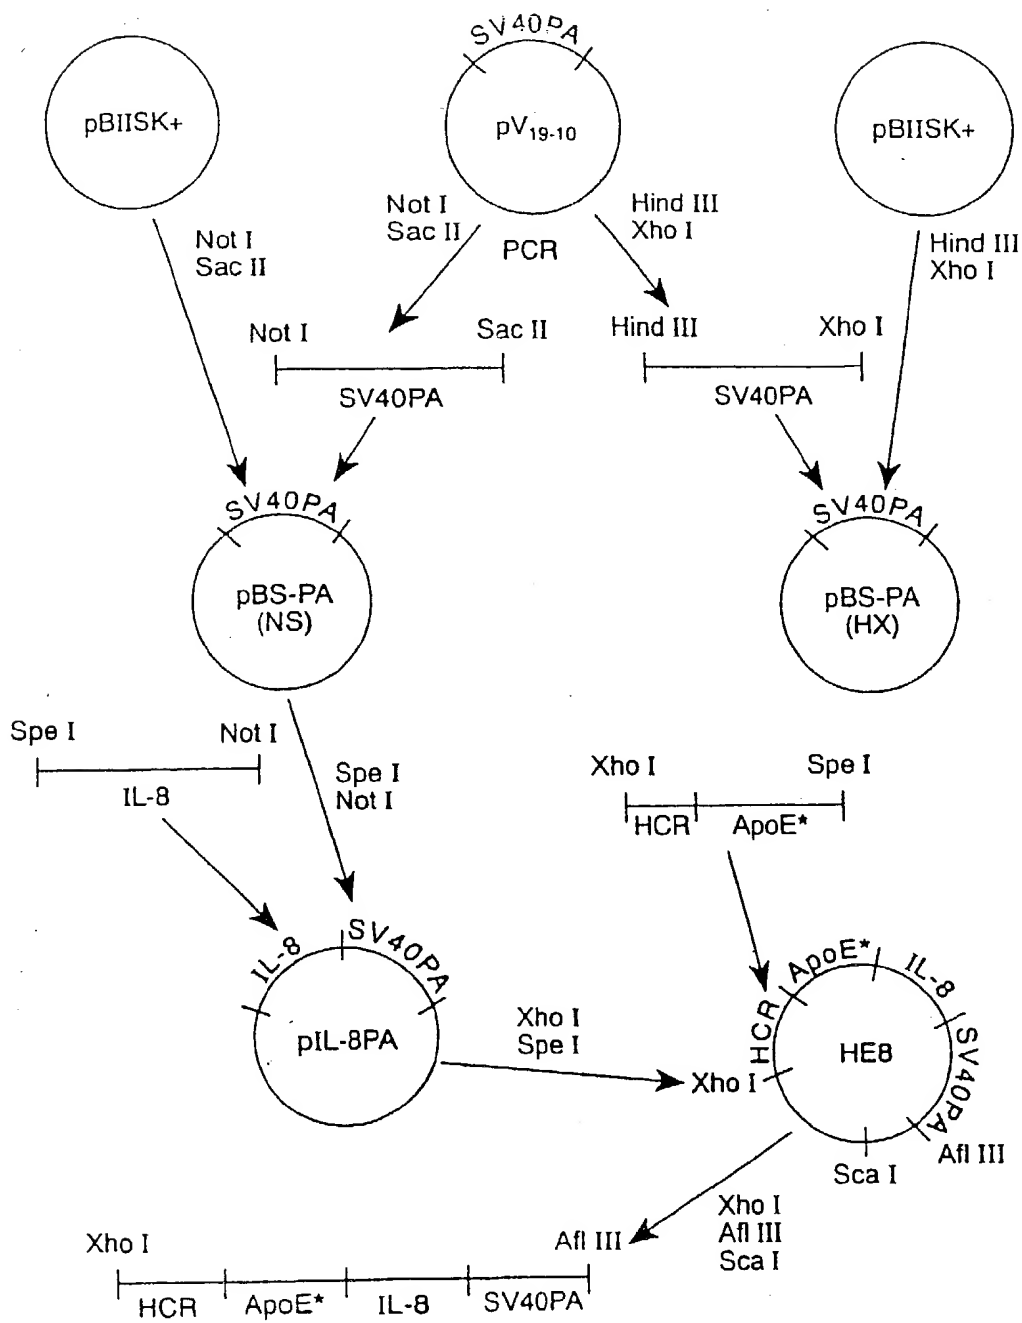 SV40PA
pBIISK+
pV19-10
pBIISK+
Not I
Sac II
Not I
Sac II
PCR
Hind III
Xho I
Hind III
Xho I
Not I
Sac II
SV40PA
Hind III
Xho I
SV40PA
SV40PA
pBS-PA
(NS)
SV40PA
pBS-PA
(HX)
Spe I
Not I
IL-8
Spe I
Not I
Xho I
Spe I
HCR
ApoE*
IL-8
SV40PA
pIL-8PA
Xho I
Spe I
Xho I
HCR
ApoE*
IL-8
SV40PA
HE8
Afl III
Sca I
Xho I
Afl III
Sca I
Xho I
Afl III
HCR
ApoE*
IL-8
SV40PA